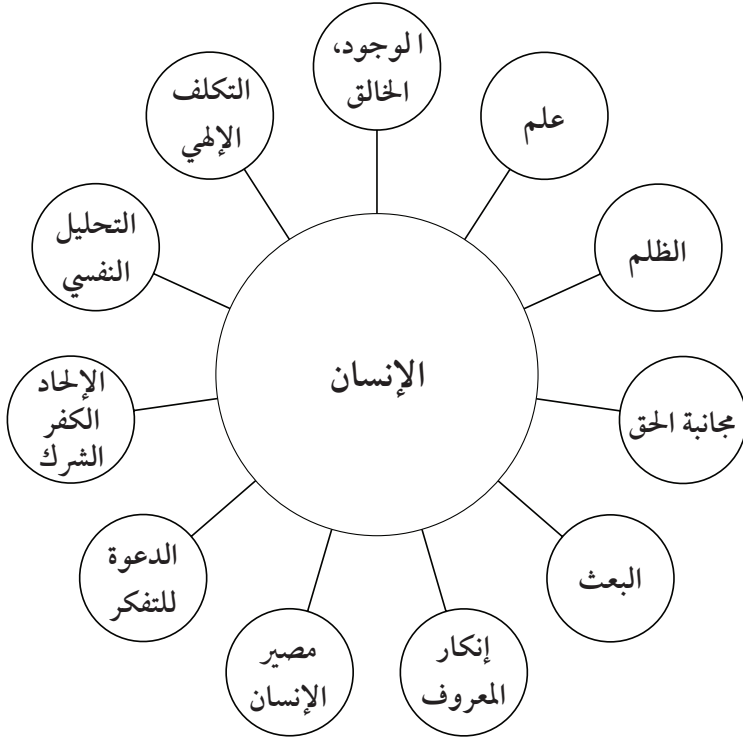 الوجود،
الخالق
علم
الظلم
مجانبة الحق
البعث
إنكار
المعروف
مصير
الإنسان
الدعوة
للتفكر
الإلحاد
الكفر
الشرك
التحليل
النفسي
التكلف
الإلهي
الإنسان